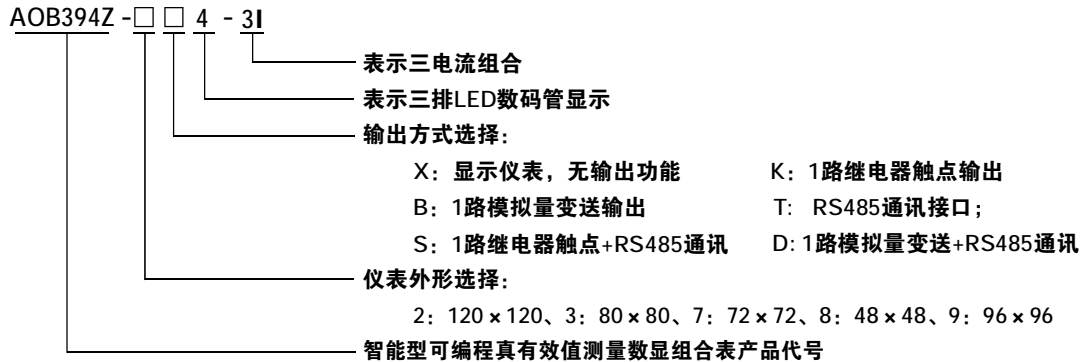 AOB394Z -□ □ 4 - 3I
表示三电流组合
表示三排LED数码管显示
输出方式选择：
X：显示仪表，无输出功能 K：1路继电器触点输出
B：1路模拟量变送输出 T: RS485通讯接口；
S：1路继电器触点+RS485通讯 D: 1路模拟量变送+RS485通讯
仪表外形选择：
2：120×120、3：80×80、7：72×72、8：48×48、9：96×96
智能型可编程真有效值测量数显组合表产品代号